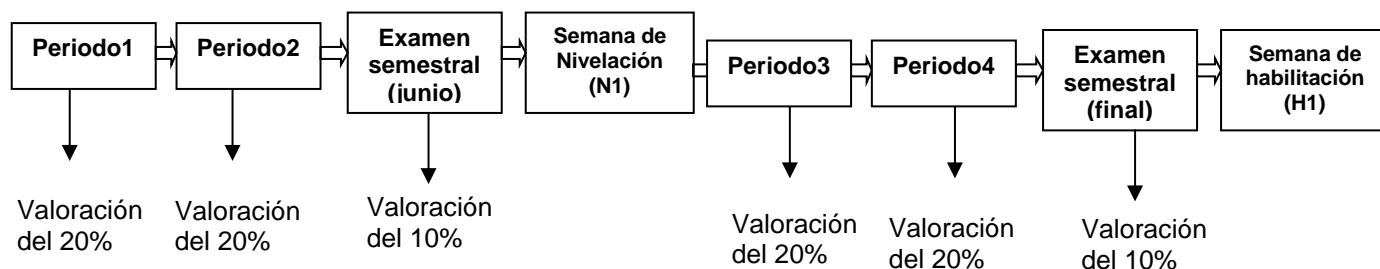 Periodo1
Periodo2
Examen
semestral
(junio)
Semana de
Nivelación
(N1)
Periodo3
Periodo4
Examen
semestral
(final)
Semana de
habilitación
(H1)
Valoración
del 20%
Valoración
del 20%
Valoración
del 10%
Valoración
del 20%
Valoración
del 20%
Valoración
del 10%